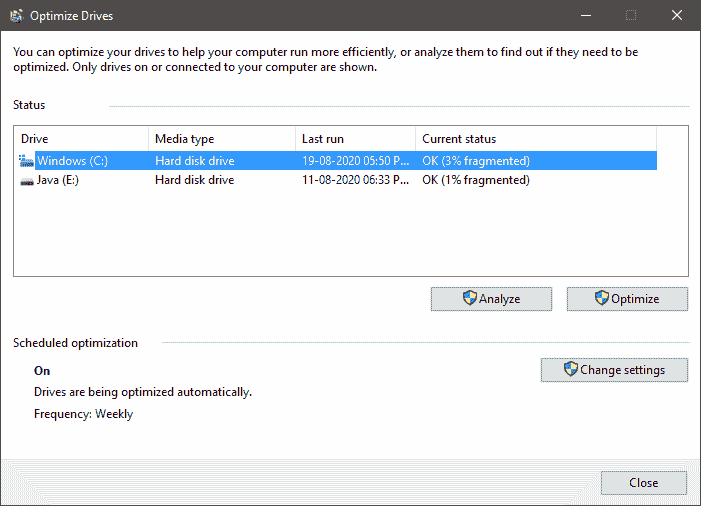 Optimize Drives
You can optimize your drives to help your computer run more efficiently, or analyze them to find out if they need to be
optimized. Only drives on or connected to your computer are shown.
Status
Drive Media type Last run Current status
Windows (C:) Hard disk drive 19-08-2020 05:50 P... OK (3% fragmented)
Java (E:) Hard disk drive 11-08-2020 06:33 P... OK (1% fragmented)
Analyze Optimize
Scheduled optimization
On
Change settings
Drives are being optimized automatically.
Frequency: Weekly
Close